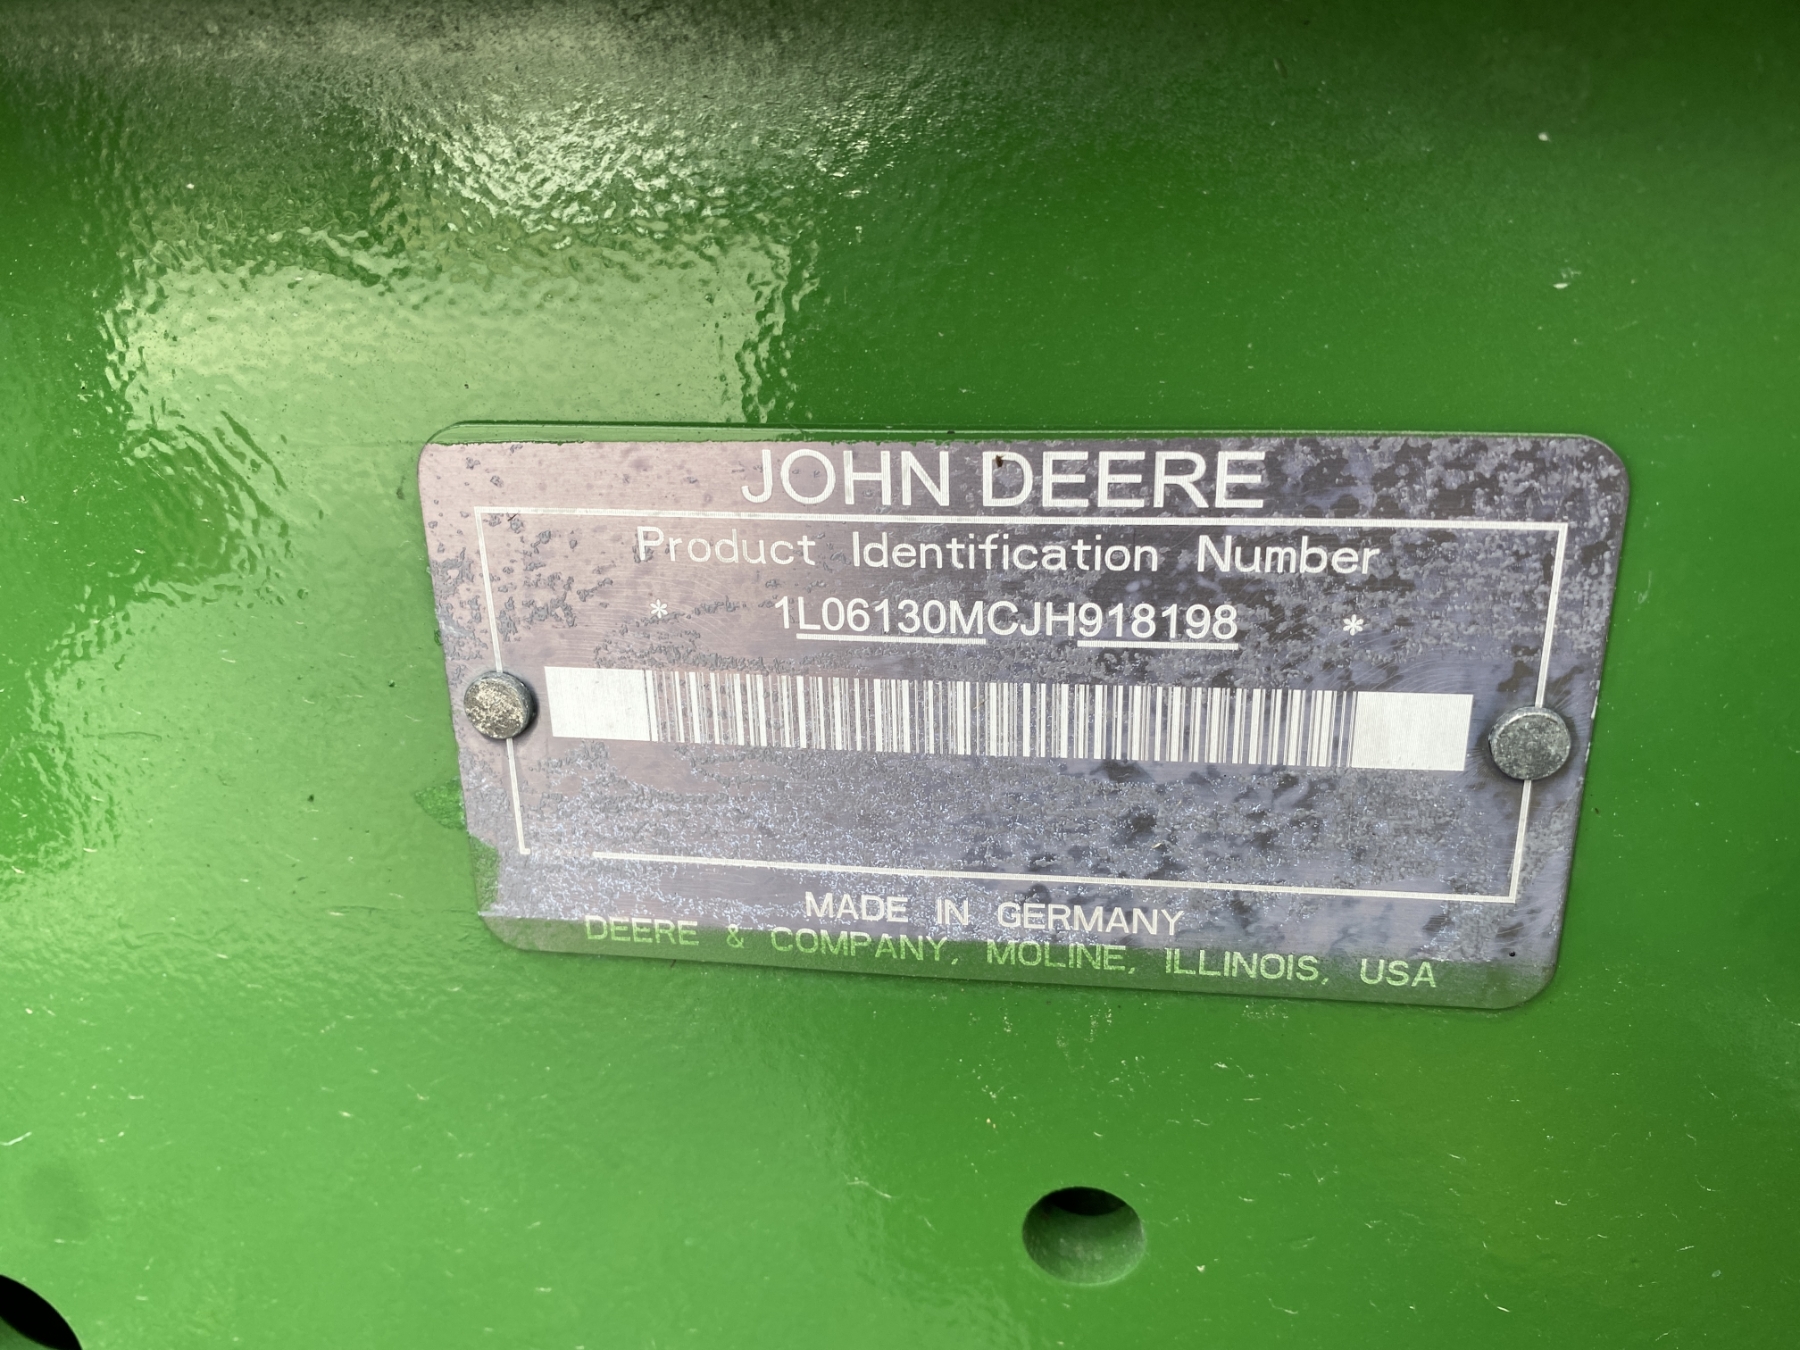 JOHN DEERE
Product Identification Number
* 1L06130MCJH918198 *
MADE IN GERMANY
DEERE & COMPANY, MOLINE, ILLINOIS, USA